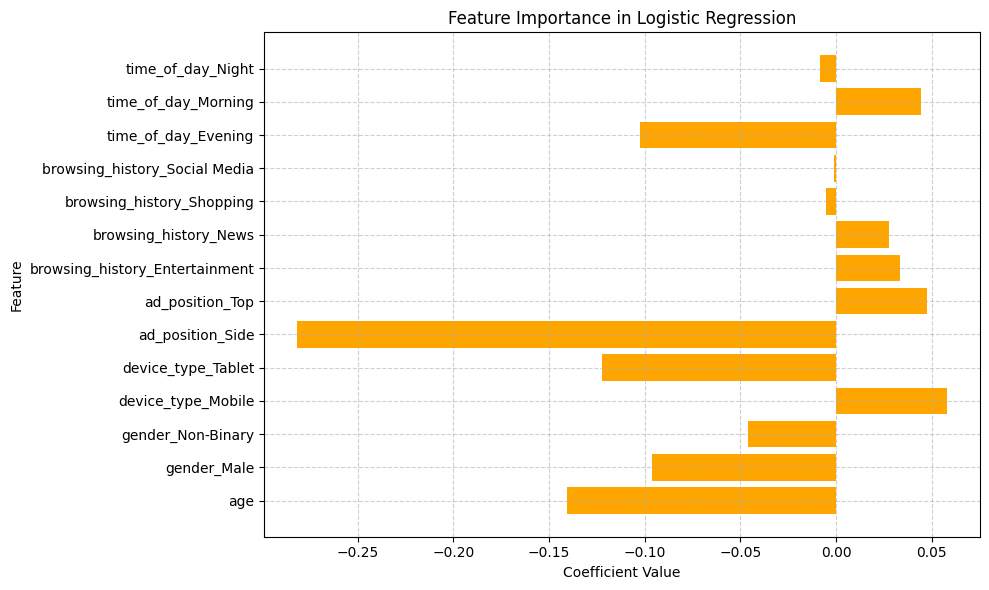 Feature Importance in Logistic Regression
time_of_day_Night
time_of_day_Morning
time_of_day_Evening
browsing_history_Social Media
browsing_history_Shopping
browsing_history_News
browsing_history_Entertainment
ad_position_Top
ad_position_Side
device_type_Tablet
device_type_Mobile
gender_Non-Binary
gender_Male
age
Feature
−0.25 −0.20 −0.15 −0.10 −0.05 0.00 0.05
Coefficient Value